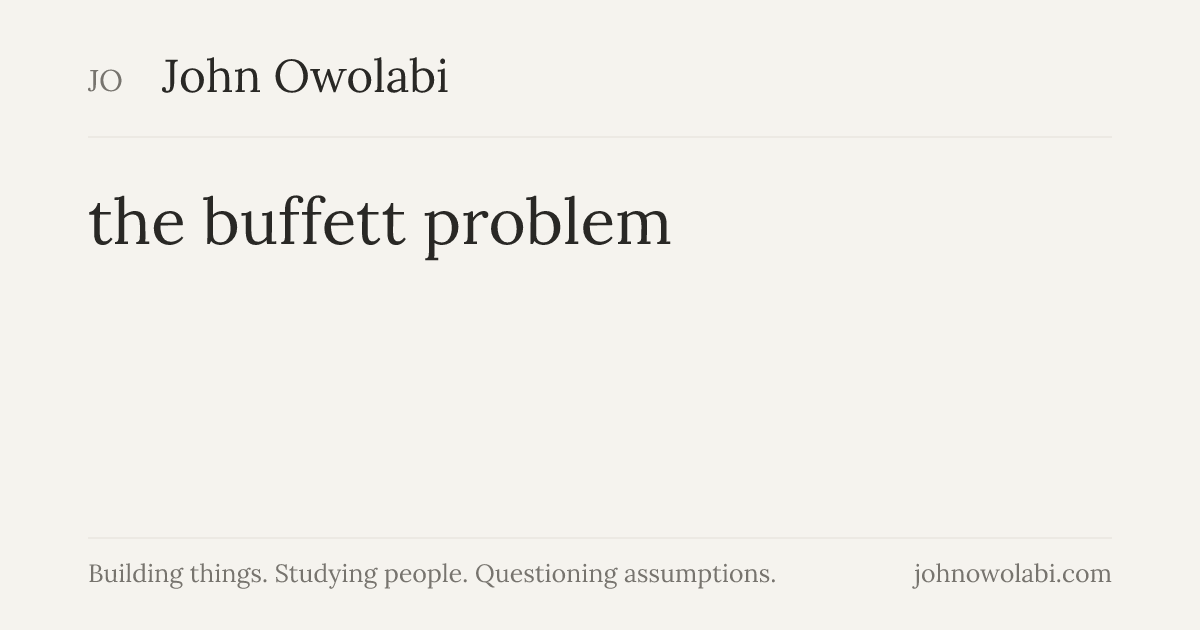 JO John Owolabi
the buffett problem
Building things. Studying people. Questioning assumptions. johnowolabi.com